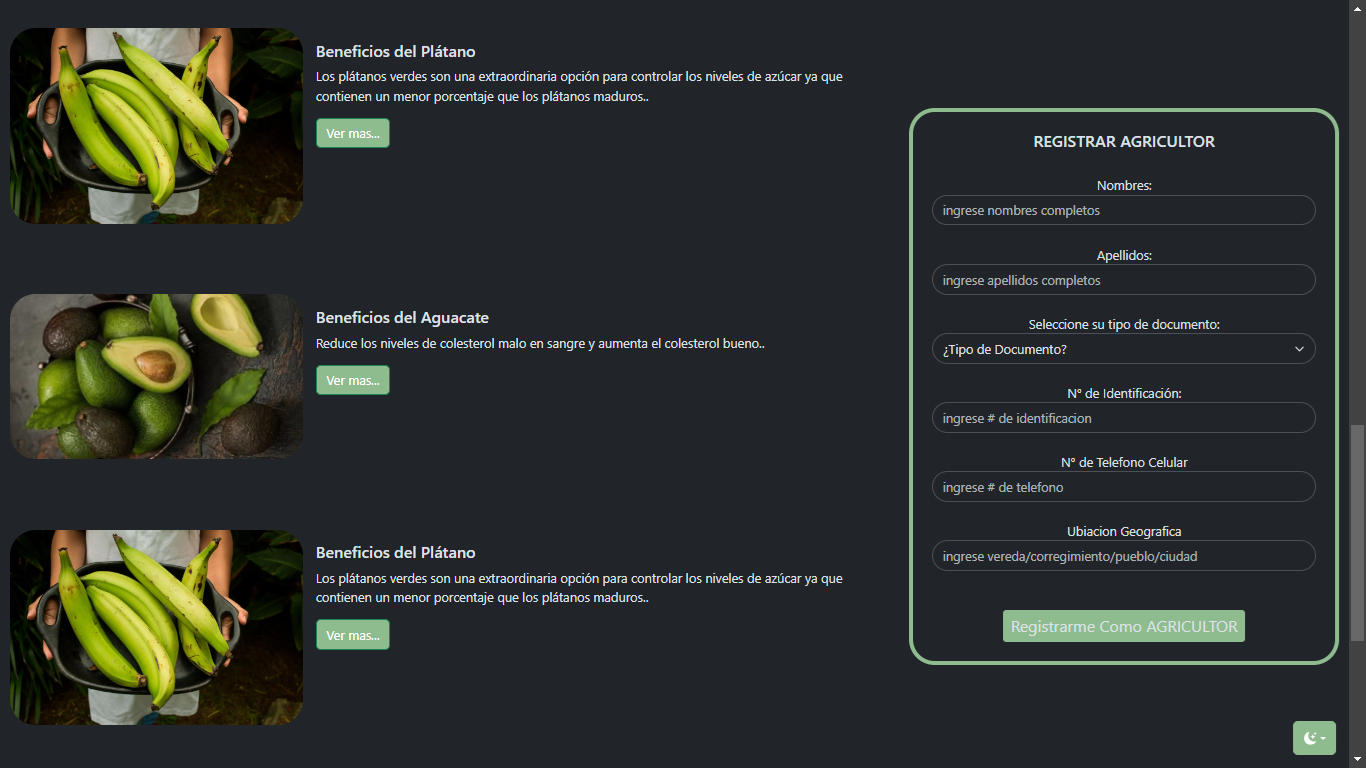 Beneficios del Plátano
Los plátanos verdes son una extraordinaria opción para controlar los niveles de azúcar ya que
contienen un menor porcentaje que los plátanos maduros..
Ver mas...
Beneficios del Aguacate
Reduce los niveles de colesterol malo en sangre y aumenta el colesterol bueno..
Ver mas...
Beneficios del Plátano
Los plátanos verdes son una extraordinaria opción para controlar los niveles de azúcar ya que
contienen un menor porcentaje que los plátanos maduros..
Ver mas...
REGISTRAR AGRICULTOR
Nombres:
ingrese nombres completos
Apellidos:
ingrese apellidos completos
Seleccione su tipo de documento:
¿Tipo de Documento?
N° de Identificación:
ingrese # de identificacion
N° de Telefono Celular
ingrese # de telefono
Ubiacion Geografica
ingrese vereda/corregimiento/pueblo/ciudad
Registrarme Como AGRICULTOR